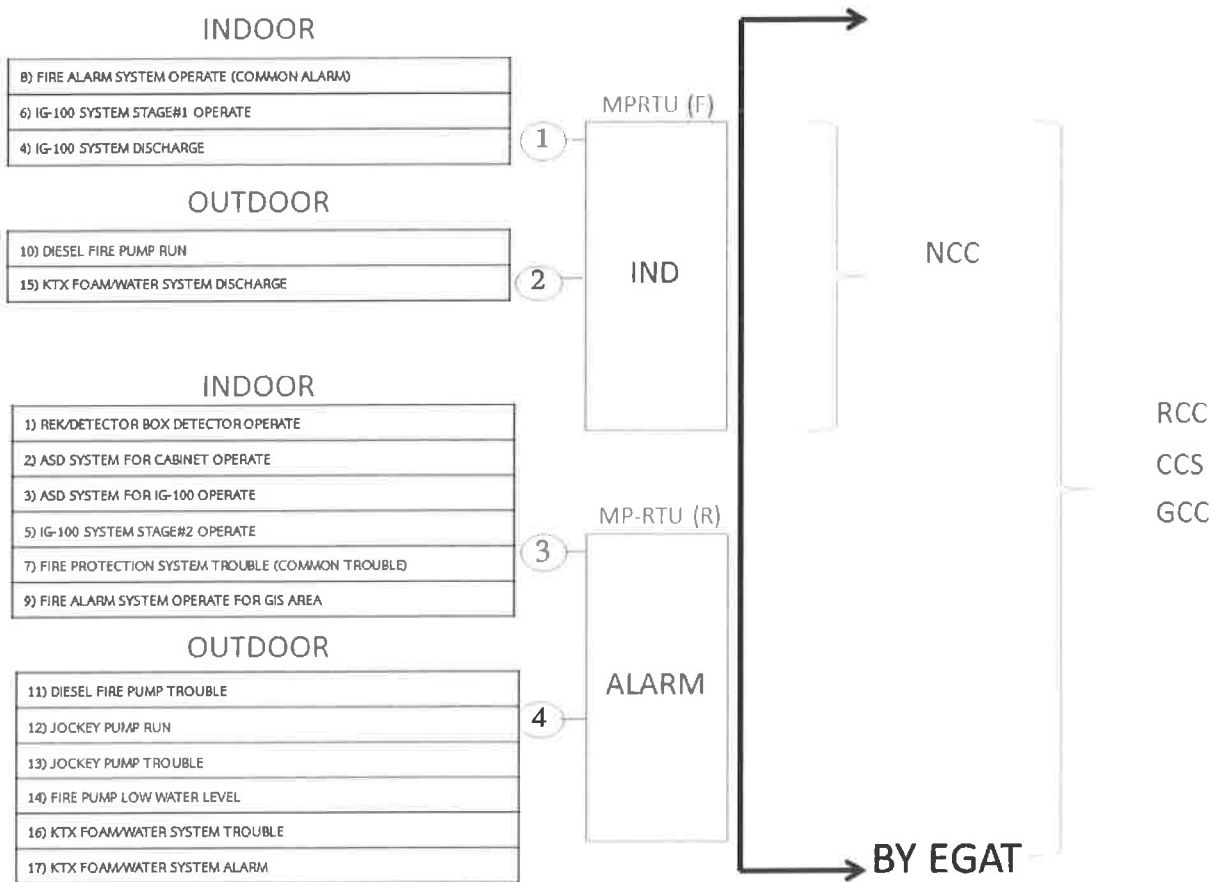 INDOOR
8) FIRE ALARM SYSTEM OPERATE (COMMON ALARM)
6) IG-100 SYSTEM STAGE#1 OPERATE
4) IG-100 SYSTEM DISCHARGE
1
MPRTU (F)
OUTDOOR
10) DIESEL FIRE PUMP RUN
15) KTX FOAM/WATER SYSTEM DISCHARGE
2
IND
NCC
INDOOR
1) REK/DETECTOR BOX DETECTOR OPERATE
2) ASD SYSTEM FOR CABINET OPERATE
3) ASD SYSTEM FOR IG-100 OPERATE
5) IG-100 SYSTEM STAGE#2 OPERATE
7) FIRE PROTECTION SYSTEM TROUBLE (COMMON TROUBLE)
9) FIRE ALARM SYSTEM OPERATE FOR GIS AREA
3
MP-RTU (R)
RCC
CCS
GCC
OUTDOOR
11) DIESEL FIRE PUMP TROUBLE
12) JOCKEY PUMP RUN
13) JOCKEY PUMP TROUBLE
14) FIRE PUMP LOW WATER LEVEL
16) KTX FOAM/WATER SYSTEM TROUBLE
17) KTX FOAM/WATER SYSTEM ALARM
4
ALARM
BY EGAT